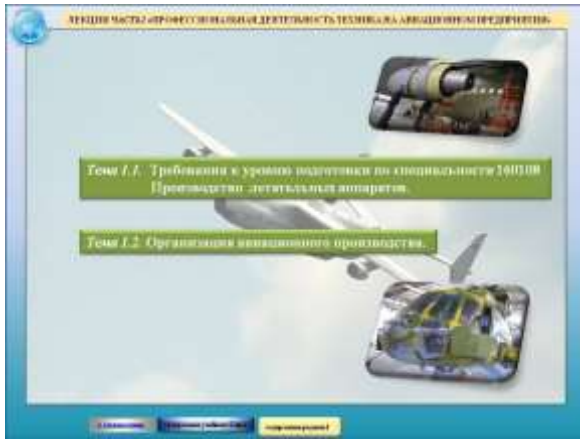 ЛЕКЦИИ ЧАСТЬ 2 «ПРОФЕССИОНАЛЬНАЯ ДЕЯТЕЛЬНОСТЬ ТЕХНИКА НА АВИАЦИОННОМ ПРЕДПРИЯТИИ»
Тема 1.1. Требования к уровню подготовки по специальности 160108
Производство летательных аппаратов.
Тема 1.2. Организация авиационного производства.